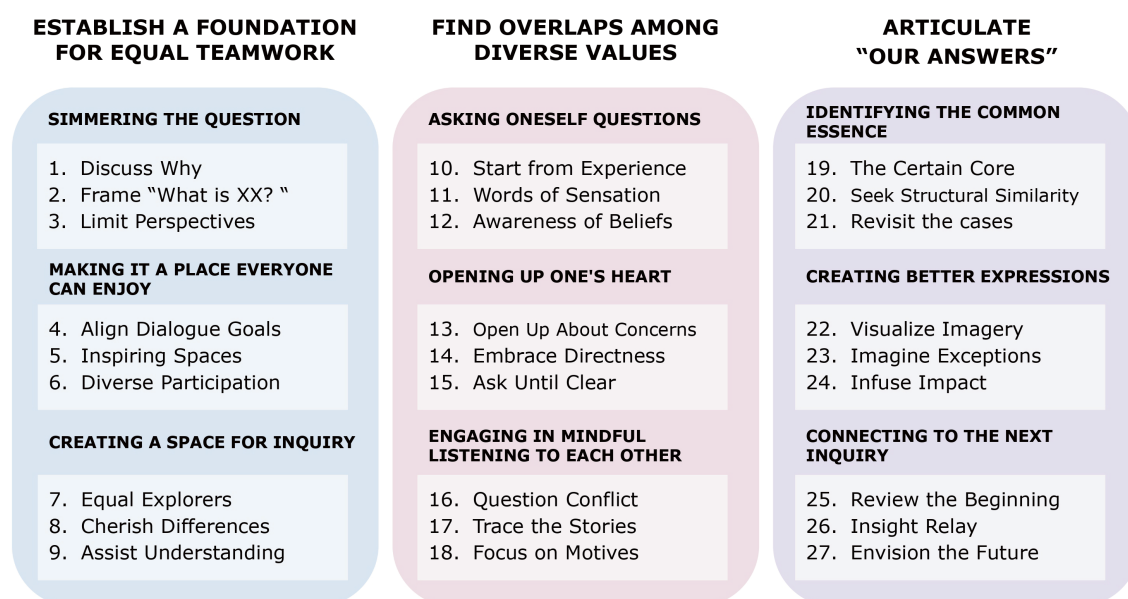 ESTABLISH A FOUNDATION
FOR EQUAL TEAMWORK
SIMMERING THE QUESTION
1. Discuss Why
2. Frame “What is XX? “
3. Limit Perspectives
MAKING IT A PLACE EVERYONE
CAN ENJOY
4. Align Dialogue Goals
5. Inspiring Spaces
6. Diverse Participation
CREATING A SPACE FOR INQUIRY
7. Equal Explorers
8. Cherish Differences
9. Assist Understanding
FIND OVERLAPS AMONG
DIVERSE VALUES
ASKING ONESELF QUESTIONS
10. Start from Experience
11. Words of Sensation
12. Awareness of Beliefs
OPENING UP ONE'S HEART
13. Open Up About Concerns
14. Embrace Directness
15. Ask Until Clear
ENGAGING IN MINDFUL
LISTENING TO EACH OTHER
16. Question Conflict
17. Trace the Stories
18. Focus on Motives
ARTICULATE
“OUR ANSWERS”
IDENTIFYING THE COMMON
ESSENCE
19. The Certain Core
20. Seek Structural Similarity
21. Revisit the cases
CREATING BETTER EXPRESSIONS
22. Visualize Imagery
23. Imagine Exceptions
24. Infuse Impact
CONNECTING TO THE NEXT
INQUIRY
25. Review the Beginning
26. Insight Relay
27. Envision the Future